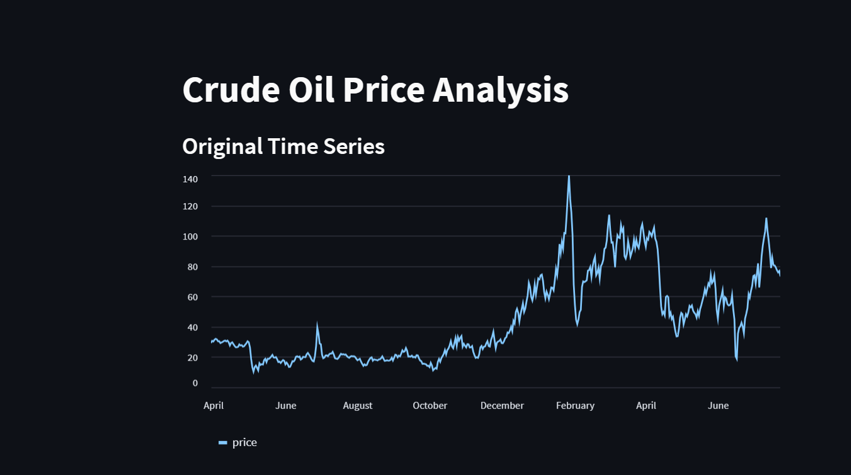 Crude Oil Price Analysis
Original Time Series
140
120
100
80
60
40
20
0
April June August October December February April June
price